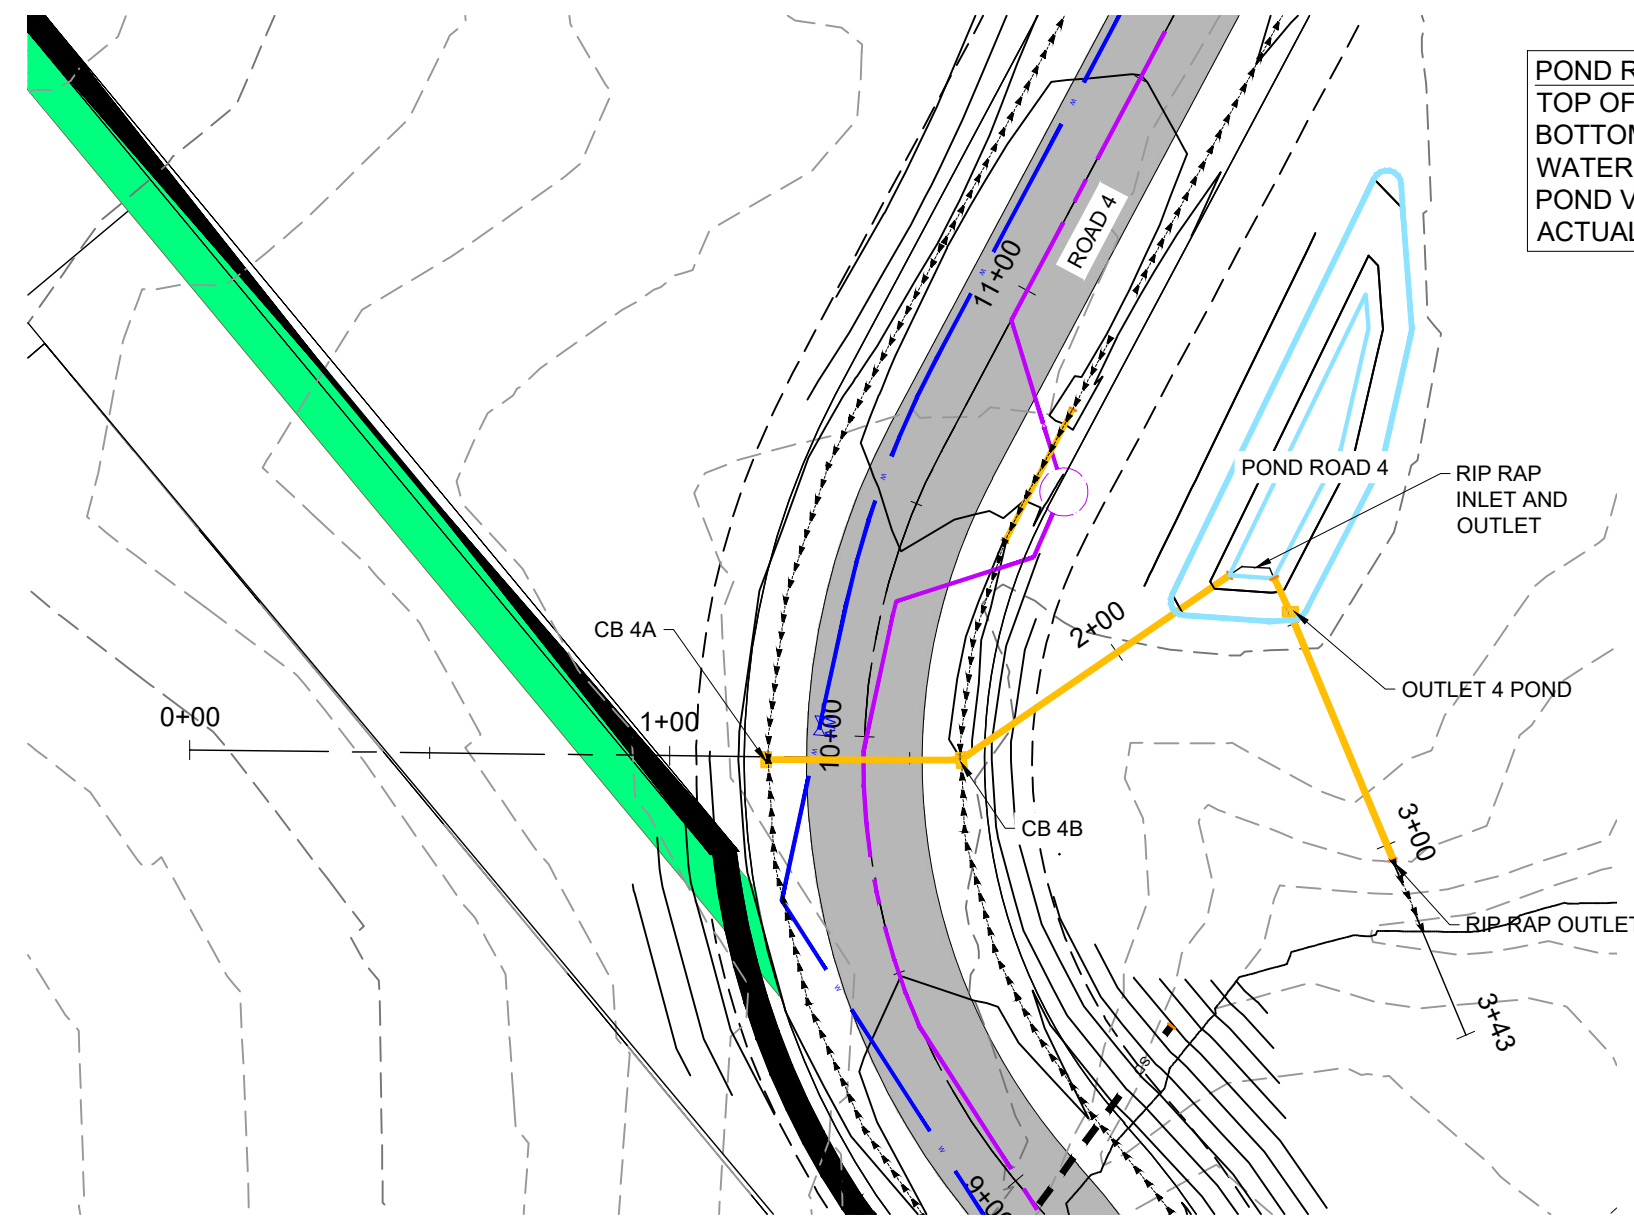 POND R
TOP OF
BOTTOM
WATER
POND V
ACTUAL
ROAD 4
11+00
POND ROAD 4
RIP RAP
INLET AND
OUTLET
CB 4A
2+00
OUTLET 4 POND
0+00
1+00
10+00
CB 4B
3+00
RIP RAP OUTLET
3+43
9+00
W
W
W
W
W
W